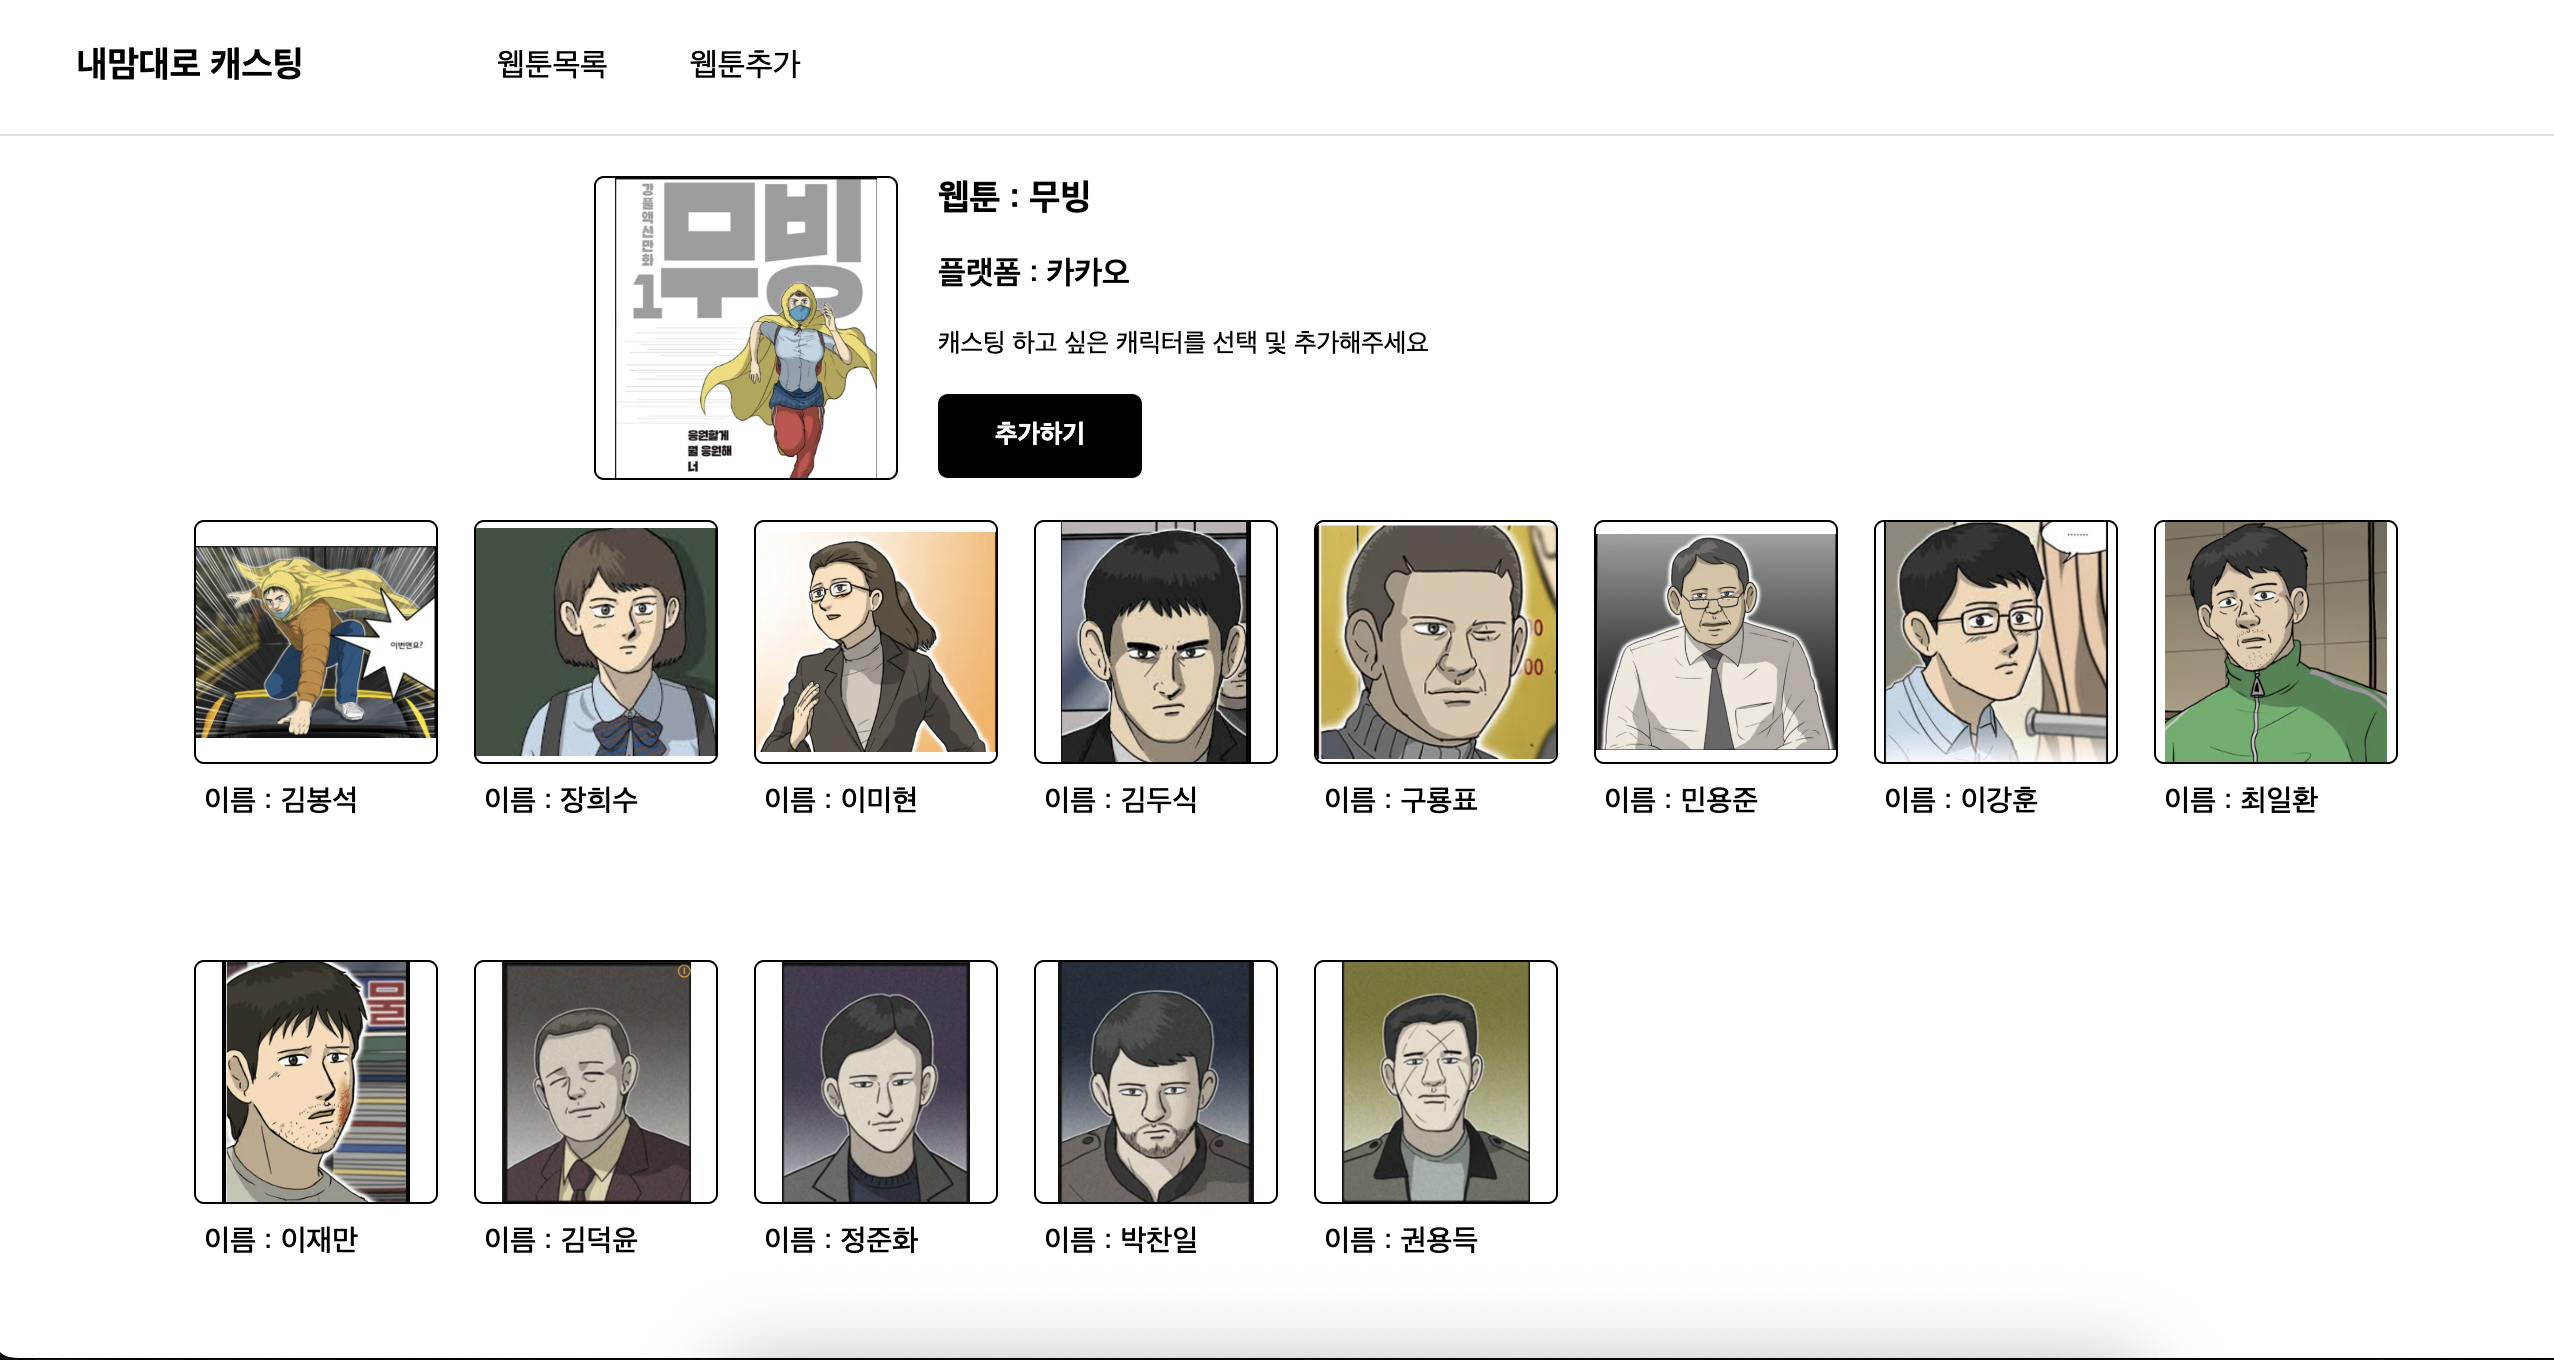 내맘대로 캐스팅
웹툰목록
웹툰추가
강풀액션만화
무빙
1
응원할게
뭘 응원해
너
웹툰 : 무빙
플랫폼 : 카카오
캐스팅 하고 싶은 캐릭터를 선택 및 추가해주세요
추가하기
이번엔요?
이름 : 김봉석
이름 : 장희수
이름 : 이미현
이름 : 김두식
이름 : 구룡표
이름 : 민용준
.......
이름 : 이강훈
이름 : 최일환
물
이름 : 이재만
이름 : 김덕윤
이름 : 정준화
이름 : 박찬일
이름 : 권용득